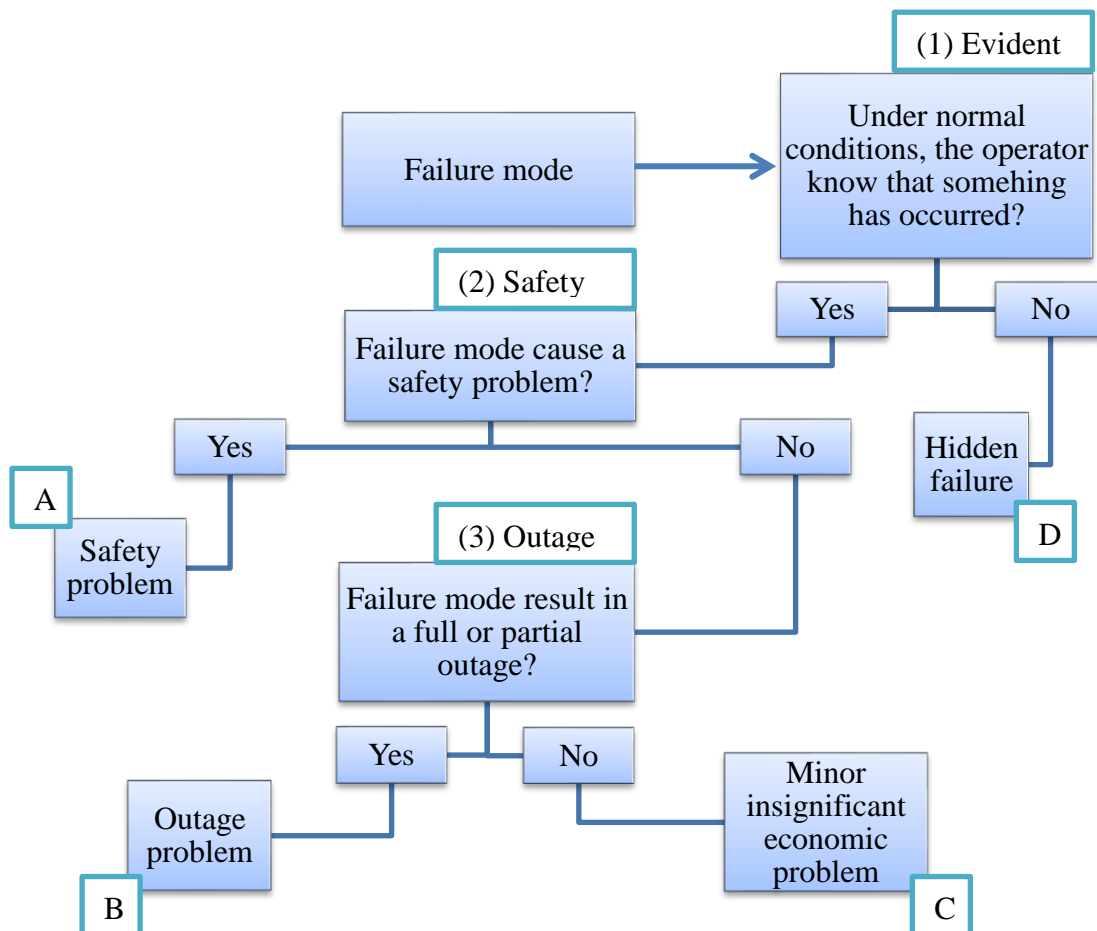 (1) Evident
Under normal
conditions, the operator
know that somehing
has occurred?
Failure mode
(2) Safety
Yes
No
Failure mode cause a
safety problem?
Yes
No
Hidden
failure
A
D
Safety
problem
(3) Outage
Failure mode result in
a full or partial
outage?
Yes
No
Outage
problem
Minor
insignificant
economic
problem
B
C